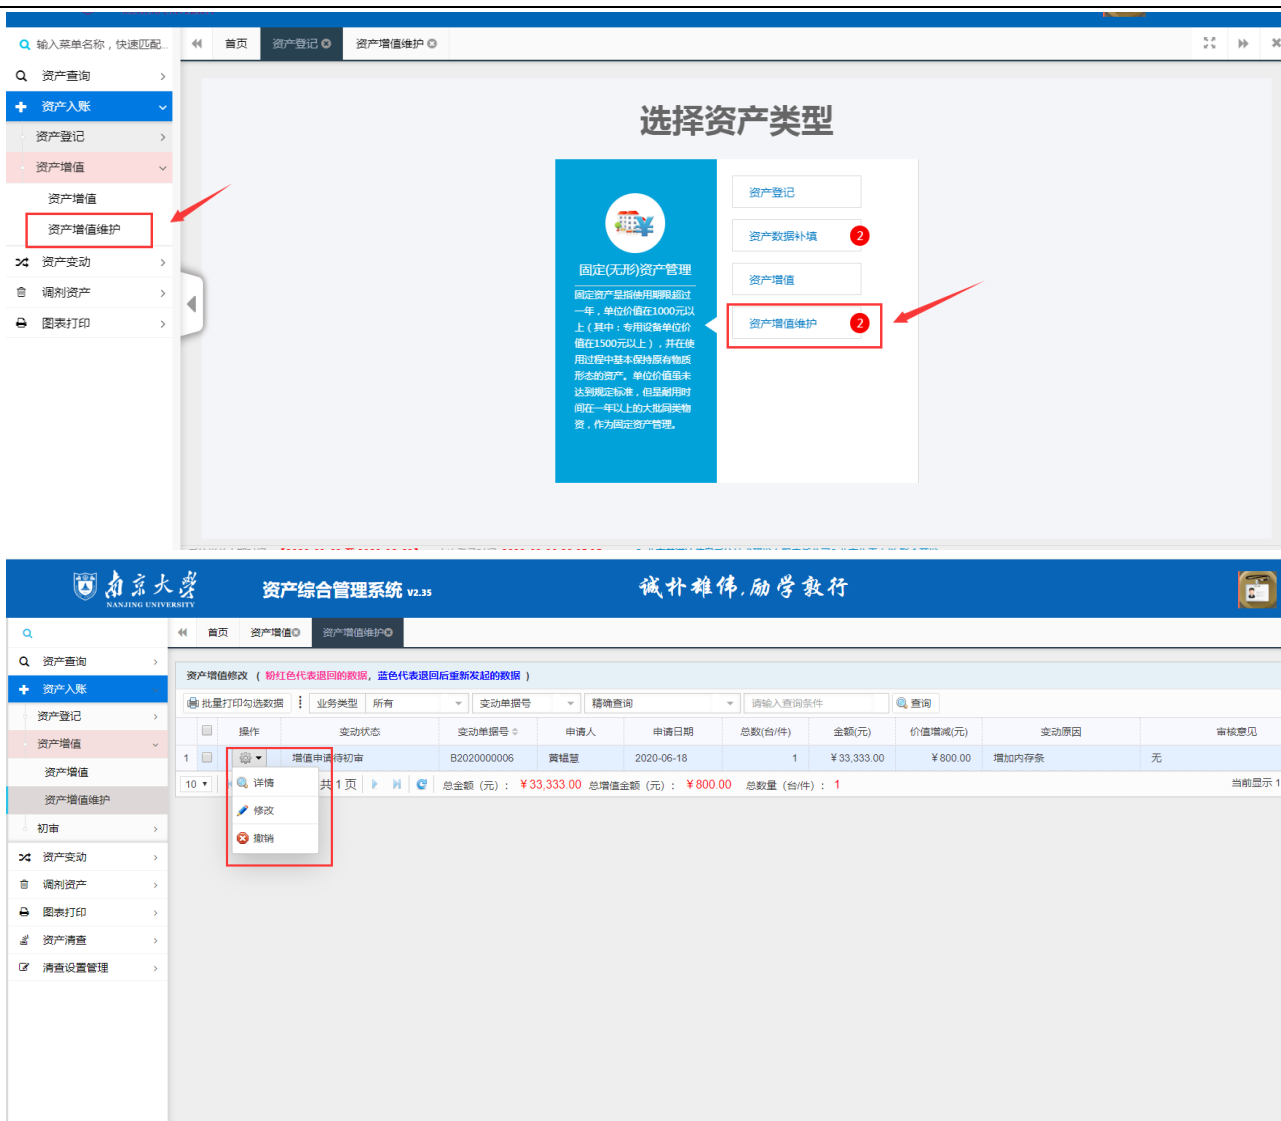 输入菜单名称，快速匹配..
首页
资产登记
资产增值维护
资产查询
资产入账
资产登记
资产增值
资产增值
资产增值维护
资产变动
调剂资产
图表打印
选择资产类型
固定(无形)资产管理
固定资产是指使用期限超过
一年，单位价值在1000元以
上（其中：专用设备单位价
值在1500元以上），并在使
用过程中基本保持原有物质
形态的资产。单位价值虽未
达到规定标准，但是耐用时
间在一年以上的大批同类物
资，作为固定资产管理。
资产登记
资产数据补填 2
资产增值
资产增值维护 2
南京大学
NANJING UNIVERSITY
资产综合管理系统 V2.35
诚朴雄伟,励学敦行
首页
资产增值
资产增值维护
资产查询
资产入账
资产登记
资产增值
资产增值
资产增值维护
初审
资产变动
调剂资产
图表打印
资产清查
清查设置管理
资产增值修改 ( 粉红色代表退回的数据, 蓝色代表退回后重新发起的数据 )
批量打印勾选数据 业务类型 所有 变动单据号 精确查询 请输入查询条件 查询
操作 变动状态 变动单据号 申请人 申请日期 总数(台/件) 金额(元) 价值增减(元) 变动原因 审核意见
1 增值申请待初审 B2020000006 黄韫慧 2020-06-18 1 ￥33,333.00 ￥800.00 增加内存条 无
10 共1页 总金额 (元) ： ￥33,333.00 总增值金额 (元) ： ￥800.00 总数量 (台/件) ： 1 当前显示 1
详情
修改
撤销